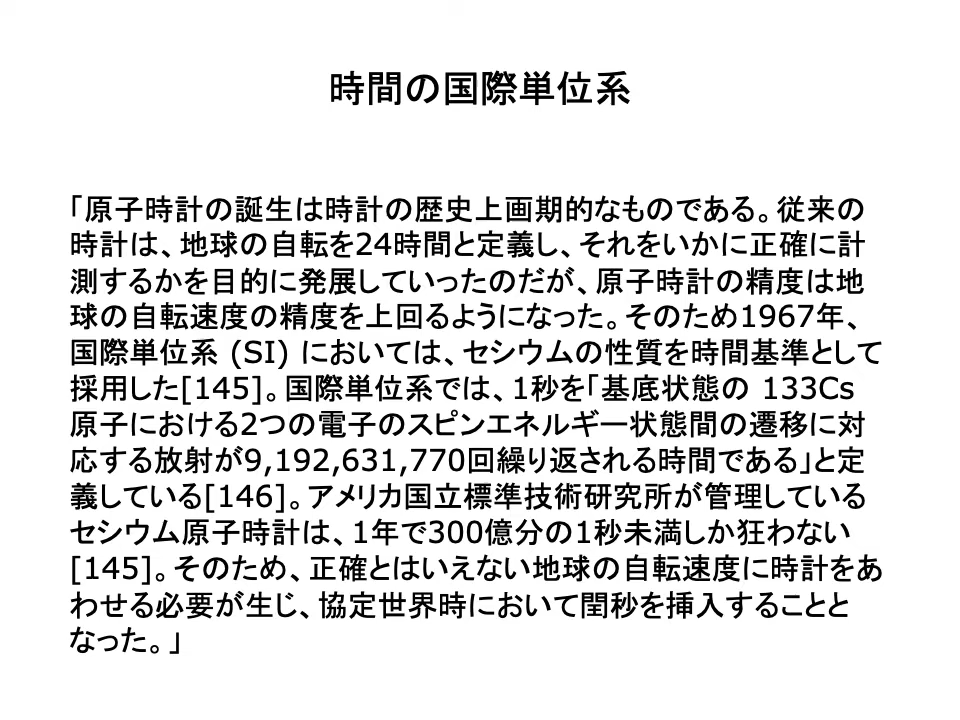 時間の国際単位系
「原子時計の誕生は時計の歴史上画期的なものである。従来の
時計は、地球の自転を24時間と定義し、それをいかに正確に計
測するかを目的に発展していったのだが、原子時計の精度は地
球の自転速度の精度を上回るようになった。そのため1967年、
国際単位系 (SI) においては、セシウムの性質を時間基準として
採用した[145]。国際単位系では、1秒を「基底状態の 133Cs
原子における2つの電子のスピンエネルギー状態間の遷移に対
応する放射が9,192,631,770回繰り返される時間である」と定
義している[146]。アメリカ国立標準技術研究所が管理している
セシウム原子時計は、1年で300億分の1秒未満しか狂わない
[145]。そのため、正確とはいえない地球の自転速度に時計をあ
わせる必要が生じ、協定世界時において閏秒を挿入することと
なった。」